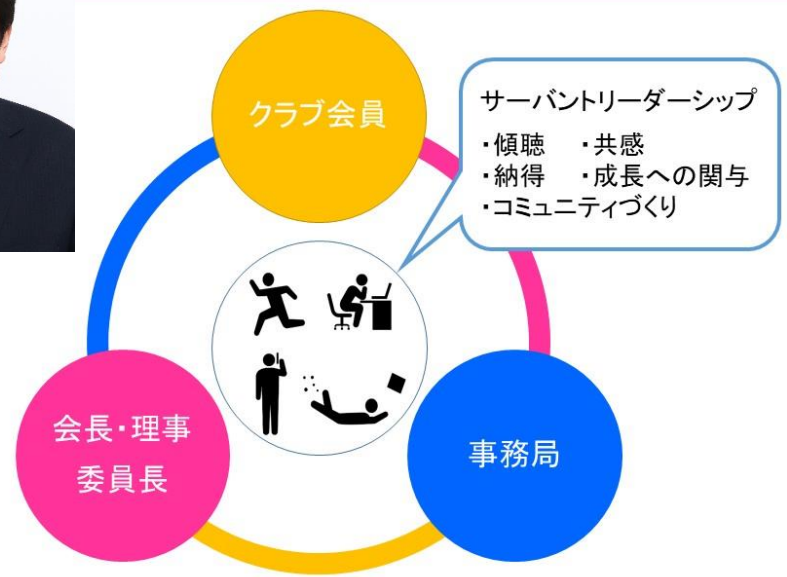 クラブ会員
サーバントリーダーシップ
・傾聴　・共感
・納得　・成長への関与
・コミュニティづくり
会長・理事
委員長
事務局